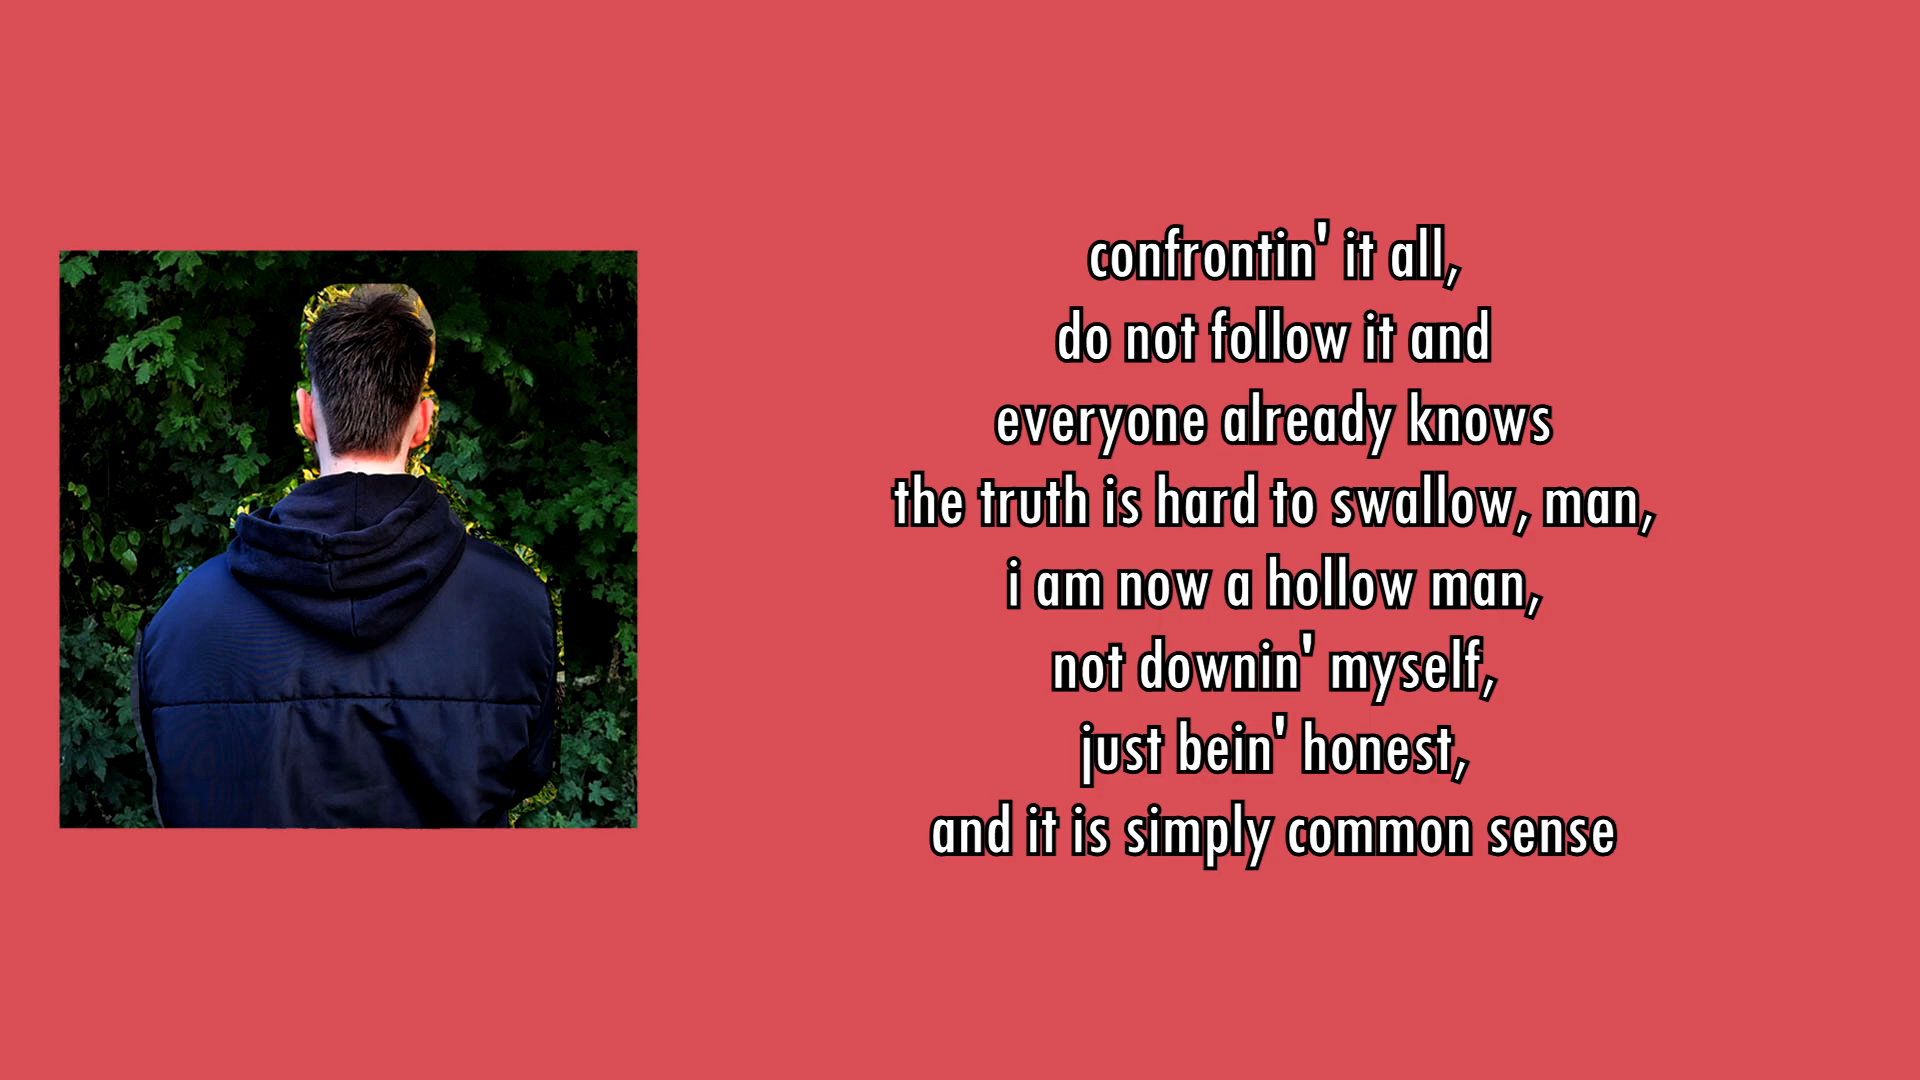 confrontin' it all,
do not follow it and
everyone already knows
the truth is hard to swallow, man,
i am now a hollow man,
not downin' myself,
just bein' honest,
and it is simply common sense